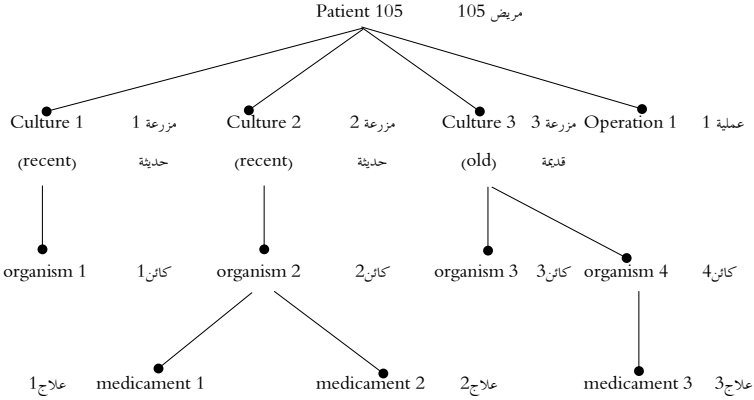 Patient 105 مريض 105
Culture 1 مزرعة 1 Culture 2 مزرعة 2 Culture 3 مزرعة 3 Operation 1 عملية 1
(recent) حديثة (recent) حديثة (old) قديمة
organism 1 كائن1 organism 2 كائن2 organism 3 كائن3 organism 4 كائن4
علاج1 medicament 1 medicament 2 علاج2 medicament 3 علاج3